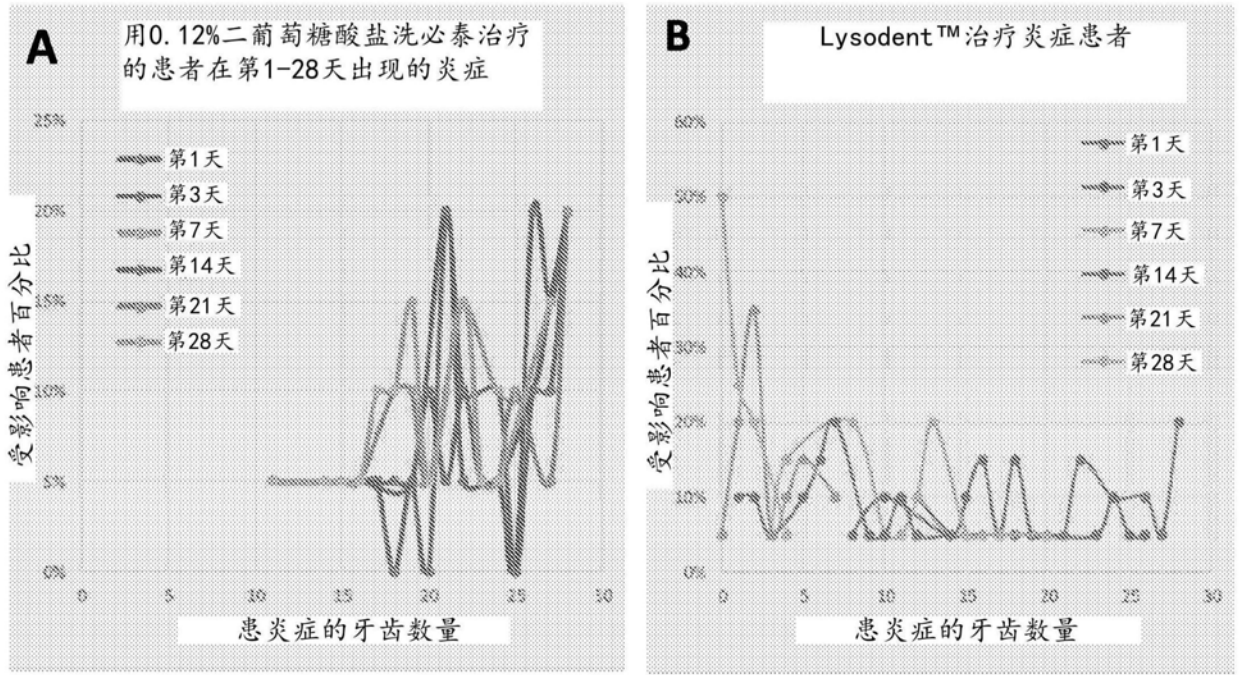 A
用0.12%二葡萄糖酸盐洗必泰治疗
的患者在第1-28天出现的炎症
25%
20%
15%
10%
5%
0%
受影响患者百分比
第1天
第3天
第7天
第14天
第21天
第28天
0
5
10
15
20
25
30
患炎症的牙齿数量
B
Lysodent™治疗炎症患者
60%
50%
40%
30%
20%
10%
0%
受影响患者百分比
第1天
第3天
第7天
第14天
第21天
第28天
0
5
10
15
20
25
30
患炎症的牙齿数量